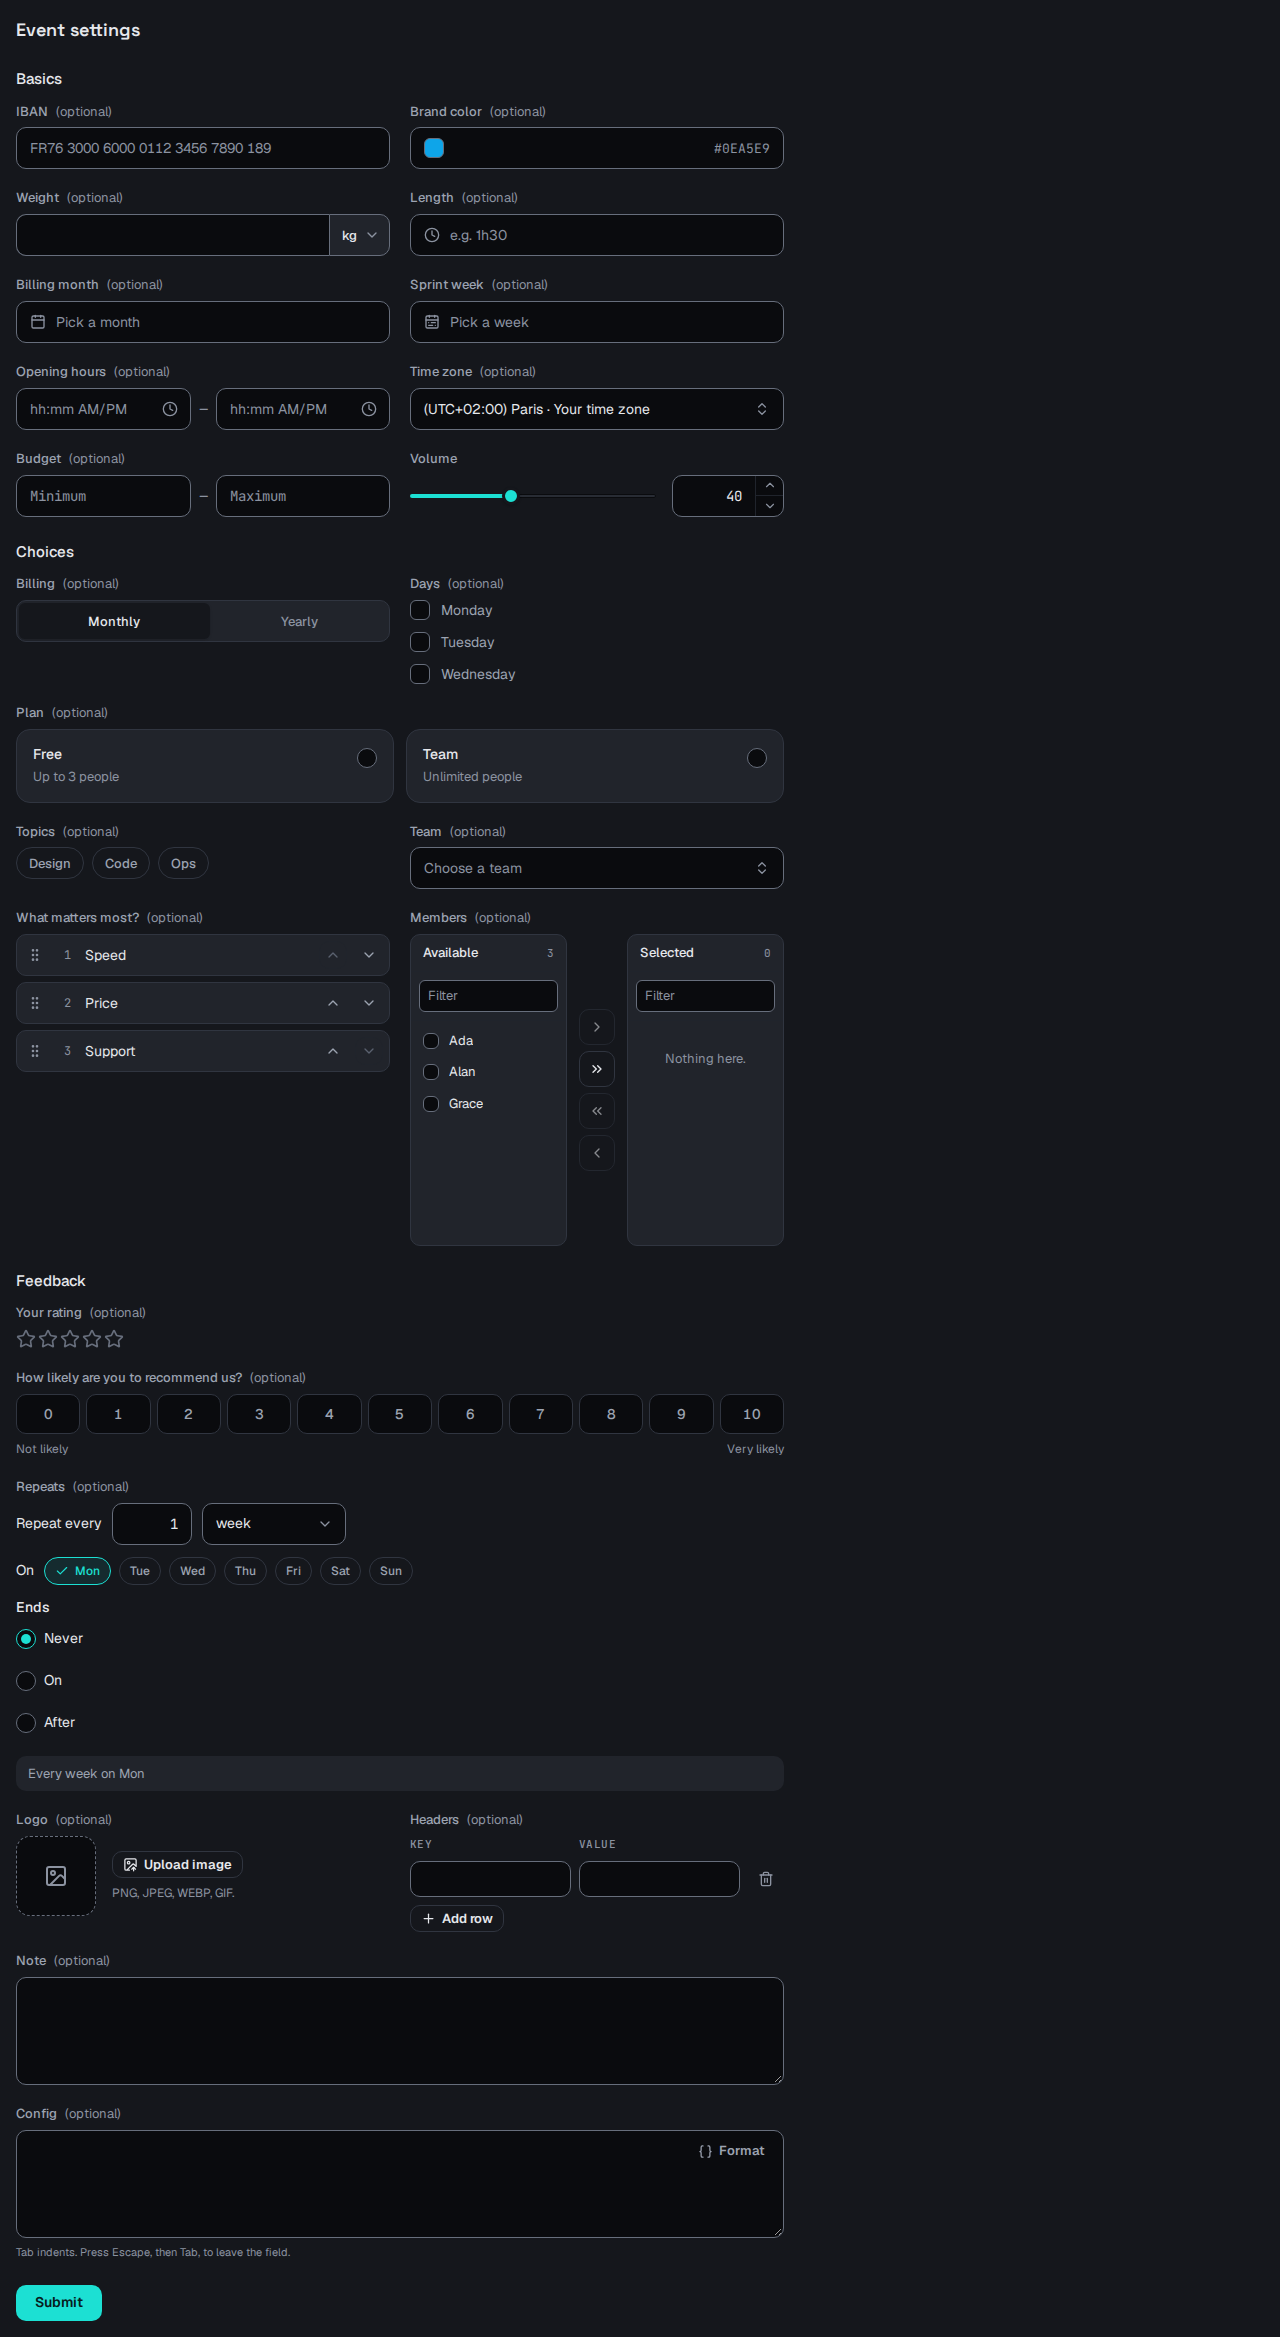 Event settings
Basics
IBAN (optional)
Brand color (optional)
FR76 3000 6000 0112 3456 7890 189
#0EA5E9
Weight (optional)
Length (optional)
kg
e.g. 1h30
Billing month (optional)
Sprint week (optional)
Pick a month
Pick a week
Opening hours (optional)
Time zone (optional)
hh:mm AM/PM – hh:mm AM/PM
(UTC+02:00) Paris · Your time zone
Budget (optional)
Volume
Minimum – Maximum
40
Choices
Billing (optional)
Days (optional)
Monthly Yearly
Monday
Tuesday
Wednesday
Plan (optional)
Free
Up to 3 people
Team
Unlimited people
Topics (optional)
Team (optional)
Design Code Ops
Choose a team
What matters most? (optional)
1 Speed
2 Price
3 Support
Members (optional)
Available 3
Filter
Ada
Alan
Grace
Selected 0
Filter
Nothing here.
Feedback
Your rating (optional)
How likely are you to recommend us? (optional)
0 1 2 3 4 5 6 7 8 9 10
Not likely Very likely
Repeats (optional)
Repeat every 1 week
On Mon Tue Wed Thu Fri Sat Sun
Ends
Never
On
After
Every week on Mon
Logo (optional)
Upload image
PNG, JPEG, WEBP, GIF.
Headers (optional)
KEY VALUE
Add row
Note (optional)
Config (optional)
{} Format
Tab indents. Press Escape, then Tab, to leave the field.
Submit